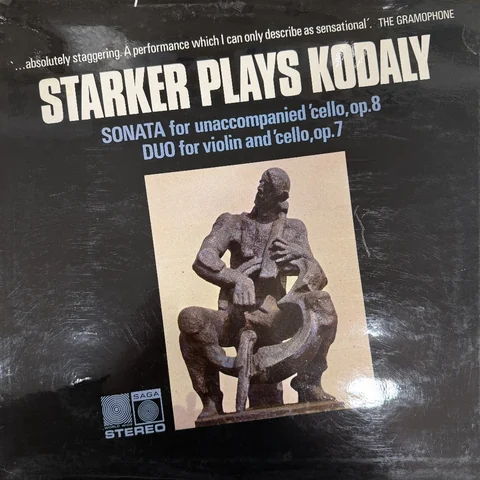 '...absolutely staggering. A performance which I can only describe as sensational'. THE GRAMOPHONE
STARKER PLAYS KODALY
SONATA for unaccompanied 'cello, op.8
DUO for violin and 'cello, op.7
SAGA
STEREO